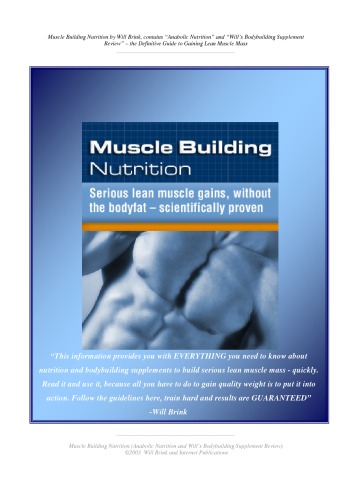 Muscle Building Nutrition by Will Brink, contains "Anabolic Nutrition" and "Will's Bodybuilding Supplement
Review" – the Definitive Guide to Gaining Lean Muscle Mass
Muscle Building
Nutrition
Serious lean muscle gains, without
the bodyfat – scientifically proven
"This information provides you with EVERYTHING you need to know about
nutrition and bodybuilding supplements to build serious lean muscle mass - quickly.
Read it and use it, because all you have to do to gain quality weight is to put it into
action. Follow the guidelines here, train hard and results are GUARANTEED"
-Will Brink
Muscle Building Nutrition (Anabolic Nutrition and Will's Bodybuilding Supplement Review)
©2003 Will Brink and Internet Publications